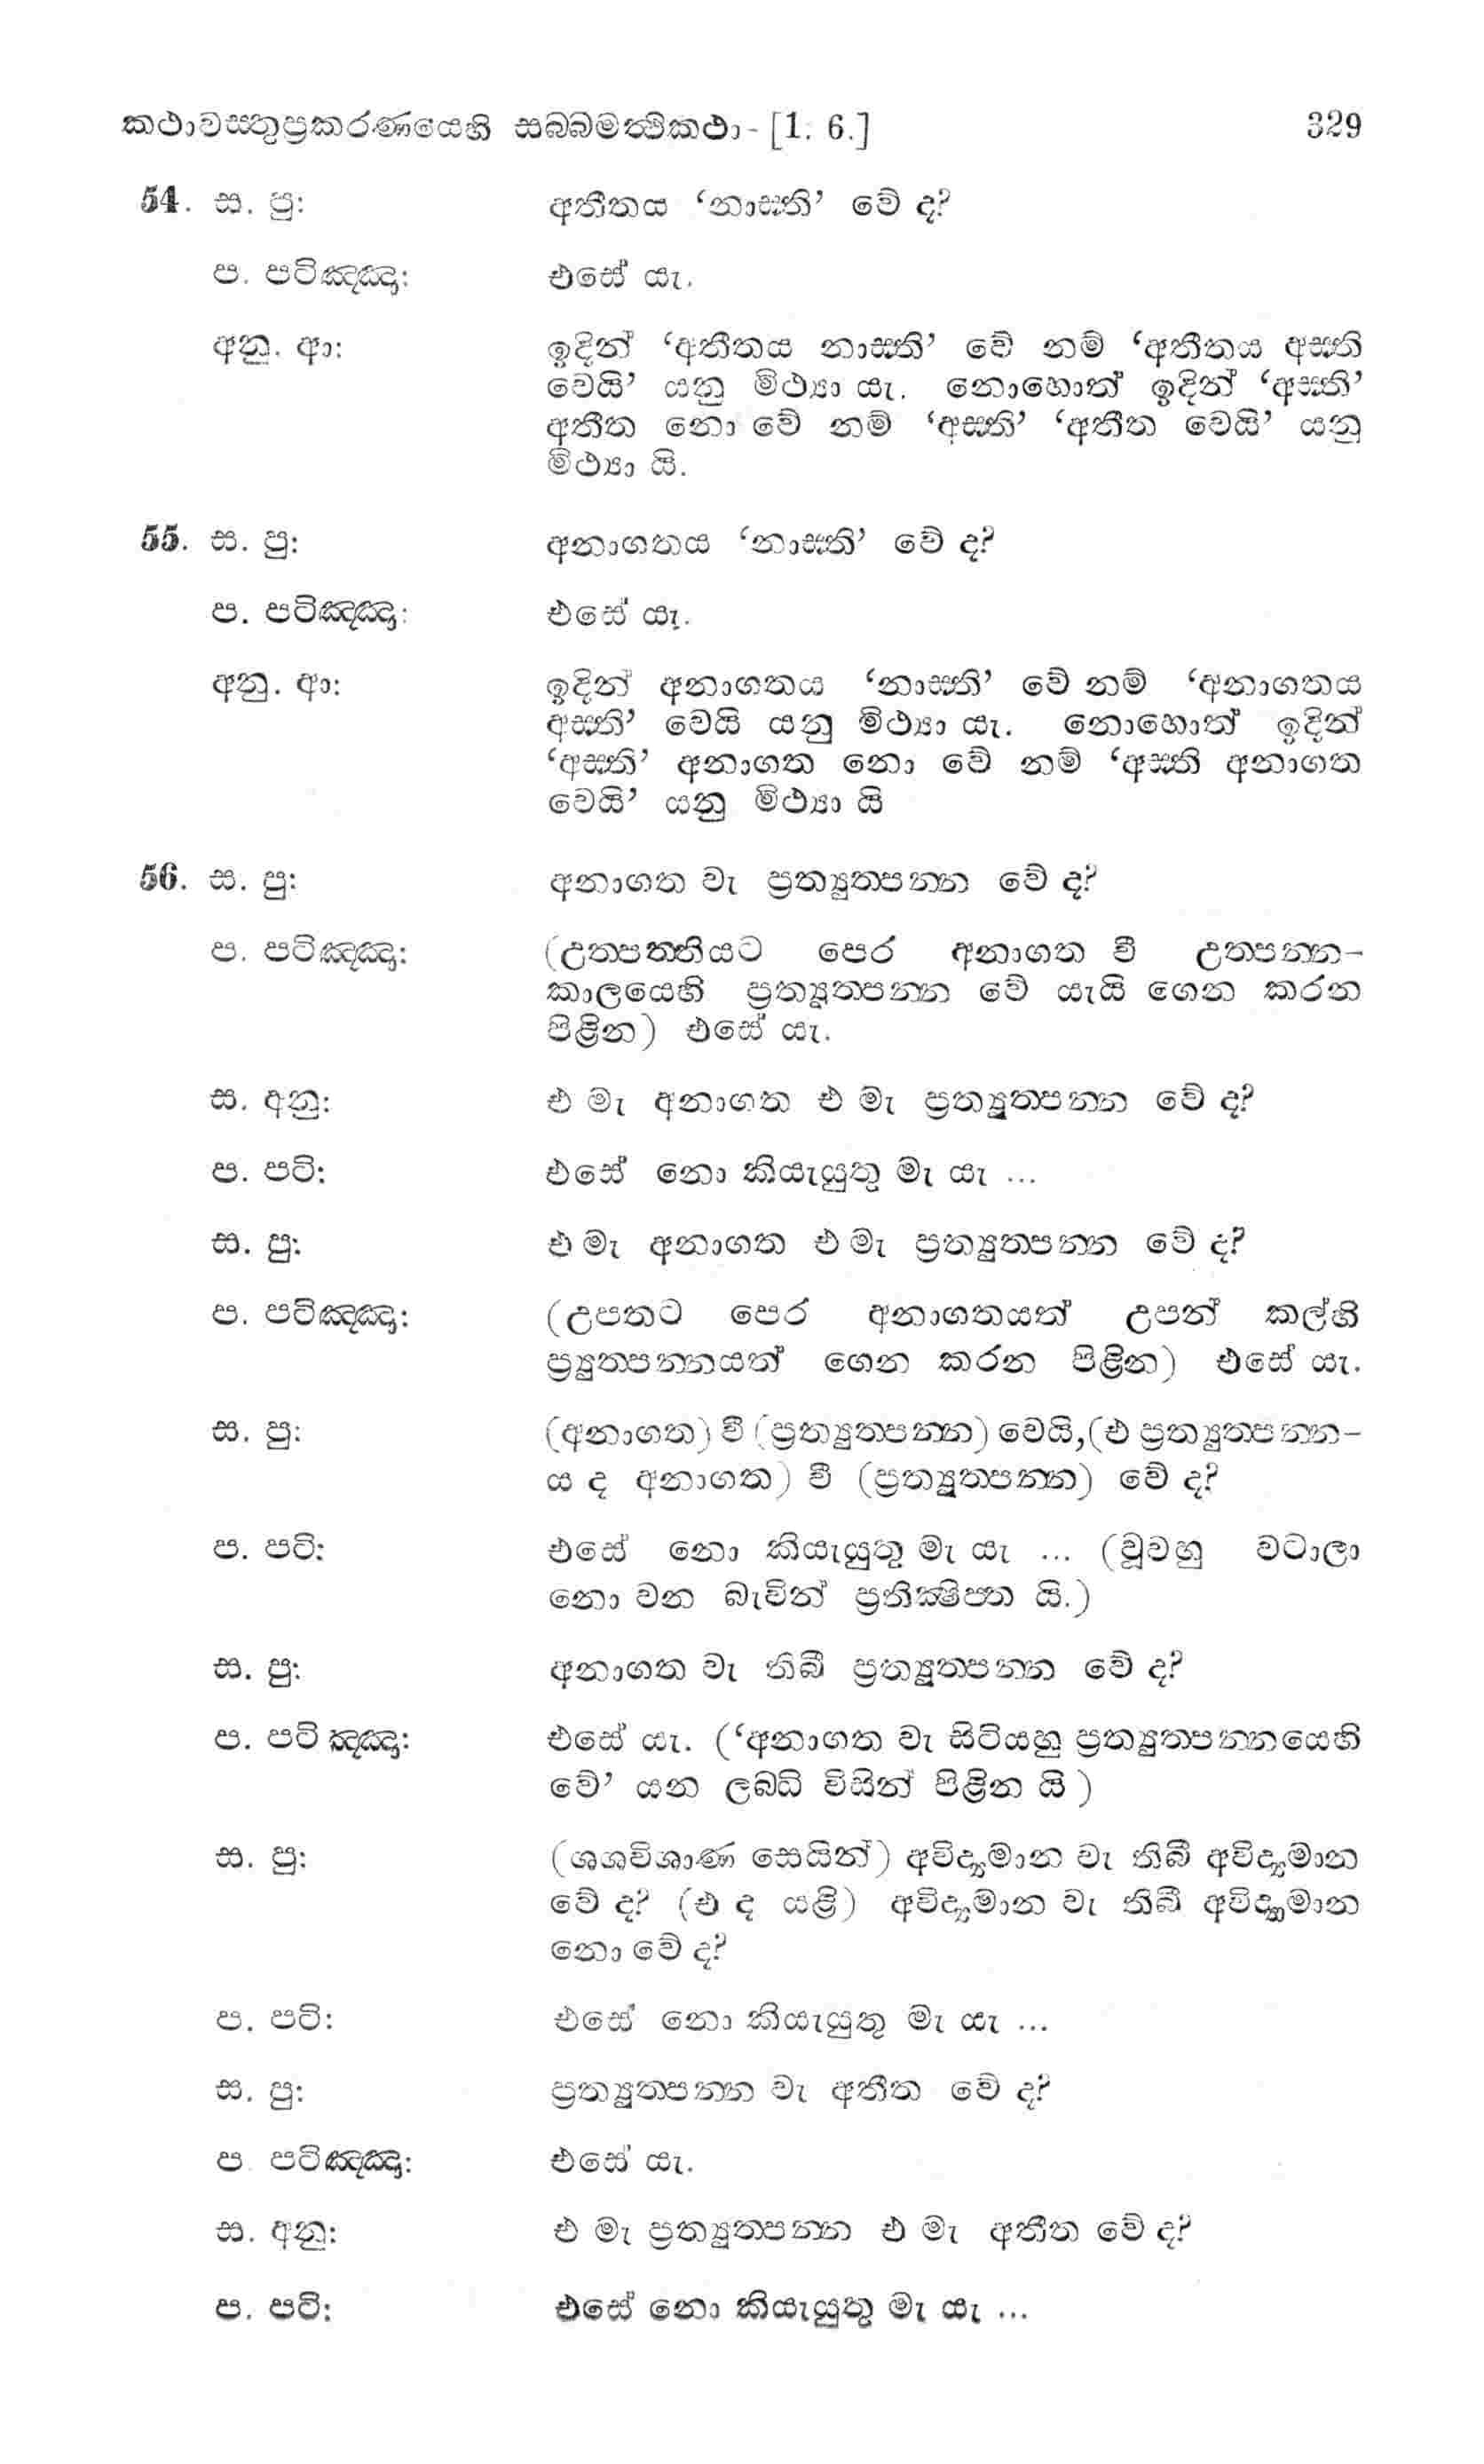 කථාවස්තුප්‍රකරණයෙහි සබ්බමත්ථිකථා - [1. 6.] 329
54. ස. පු: අතීතය ‘නාස්ති’ වේ ද?
ප. පටිඤ්ඤා: එසේ යැ.
අනු. ආ: ඉදින් ‘අතීතය නාස්ති’ වේ නම් ‘අතීතය අස්ති
වෙයි’ යනු මිථ්‍යා යැ. නොහොත් ඉදින් ‘අස්ති’
අතීත නො වේ නම් ‘අස්ති’ ‘අතීත වෙයි’ යනු
මිථ්‍යා යි.
55. ස. පු: අනාගතය ‘නාස්ති’ වේ ද?
ප. පටිඤ්ඤා: එසේ යැ.
අනු. ආ: ඉදින් අනාගතය ‘නාස්ති’ වේ නම් ‘අනාගතය
අස්ති’ වෙයි යනු මිථ්‍යා යැ. නොහොත් ඉදින්
‘අස්ති’ අනාගත නො වේ නම් ‘අස්ති අනාගත
වෙයි’ යනු මිථ්‍යා යි
56. ස. පු: අනාගත වැ ප්‍රත්‍යුත්පන්න වේ ද?
ප. පටිඤ්ඤා: (උත්පත්තියට පෙර අනාගත වී උත්පන්න-
කාලයෙහි ප්‍රත්‍යුත්පන්න වේ යැයි ගෙන කරන
පිළින) එසේ යැ.
ස. අනු: එ මැ අනාගත එ මැ ප්‍රත්‍යුත්පන්න වේ ද?
ප. පටි: එසේ නො කියැයුතු මැ යැ ...
ස. පු: එ මැ අනාගත එ මැ ප්‍රත්‍යුත්පන්න වේ ද?
ප. පටිඤ්ඤා: (උපතට පෙර අනාගතයත් උපන් කල්හි
ප්‍ර‍්‍යුත්පන්නයත් ගෙන කරන පිළින) එසේ යැ.
ස. පු: (අනාගත) වී (ප්‍රත්‍යුත්පන්න) වෙයි,(එ ප්‍රත්‍යුත්පන්න-
ය ද අනාගත) වී (ප්‍රත්‍යුත්පන්න) වේ ද?
ප. පටි: එසේ නො කියැයුතු මැ යැ ... (වූවහු වටාලා
නො වන බැවින් ප්‍රතික්ෂිප්ත යි.)
ස. පු: අනාගත වැ තිබී ප්‍රත්‍යුත්පන්න වේ ද?
ප. පටිඤ්ඤා: එසේ යැ. (‘අනාගත වැ සිටියහු ප්‍රත්‍යුත්පන්නයෙහි
වේ’ යන ලබ්ධි විසින් පිළින යි )
ස. පු: (ශශවිශාණ සෙයින්) අවිද්‍යමාන වැ තිබී අවිද්‍යමාන
වේ ද? (එ ද යළි) අවිද්‍යමාන වැ තිබී අවිද්‍යමාන
නො වේ ද?
ප. පටි: එසේ නො කියැයුතු මැ යැ ...
ස. පු: ප්‍රත්‍යුත්පන්න වැ අතීත වේ ද?
ප පටිඤ්ඤා: එසේ යැ.
ස. අනු: එ මැ ප්‍රත්‍යුත්පන්න එ මැ අතීත වේ ද?
ප. පටි: එසේ නො කියැයුතු මැ යැ ...